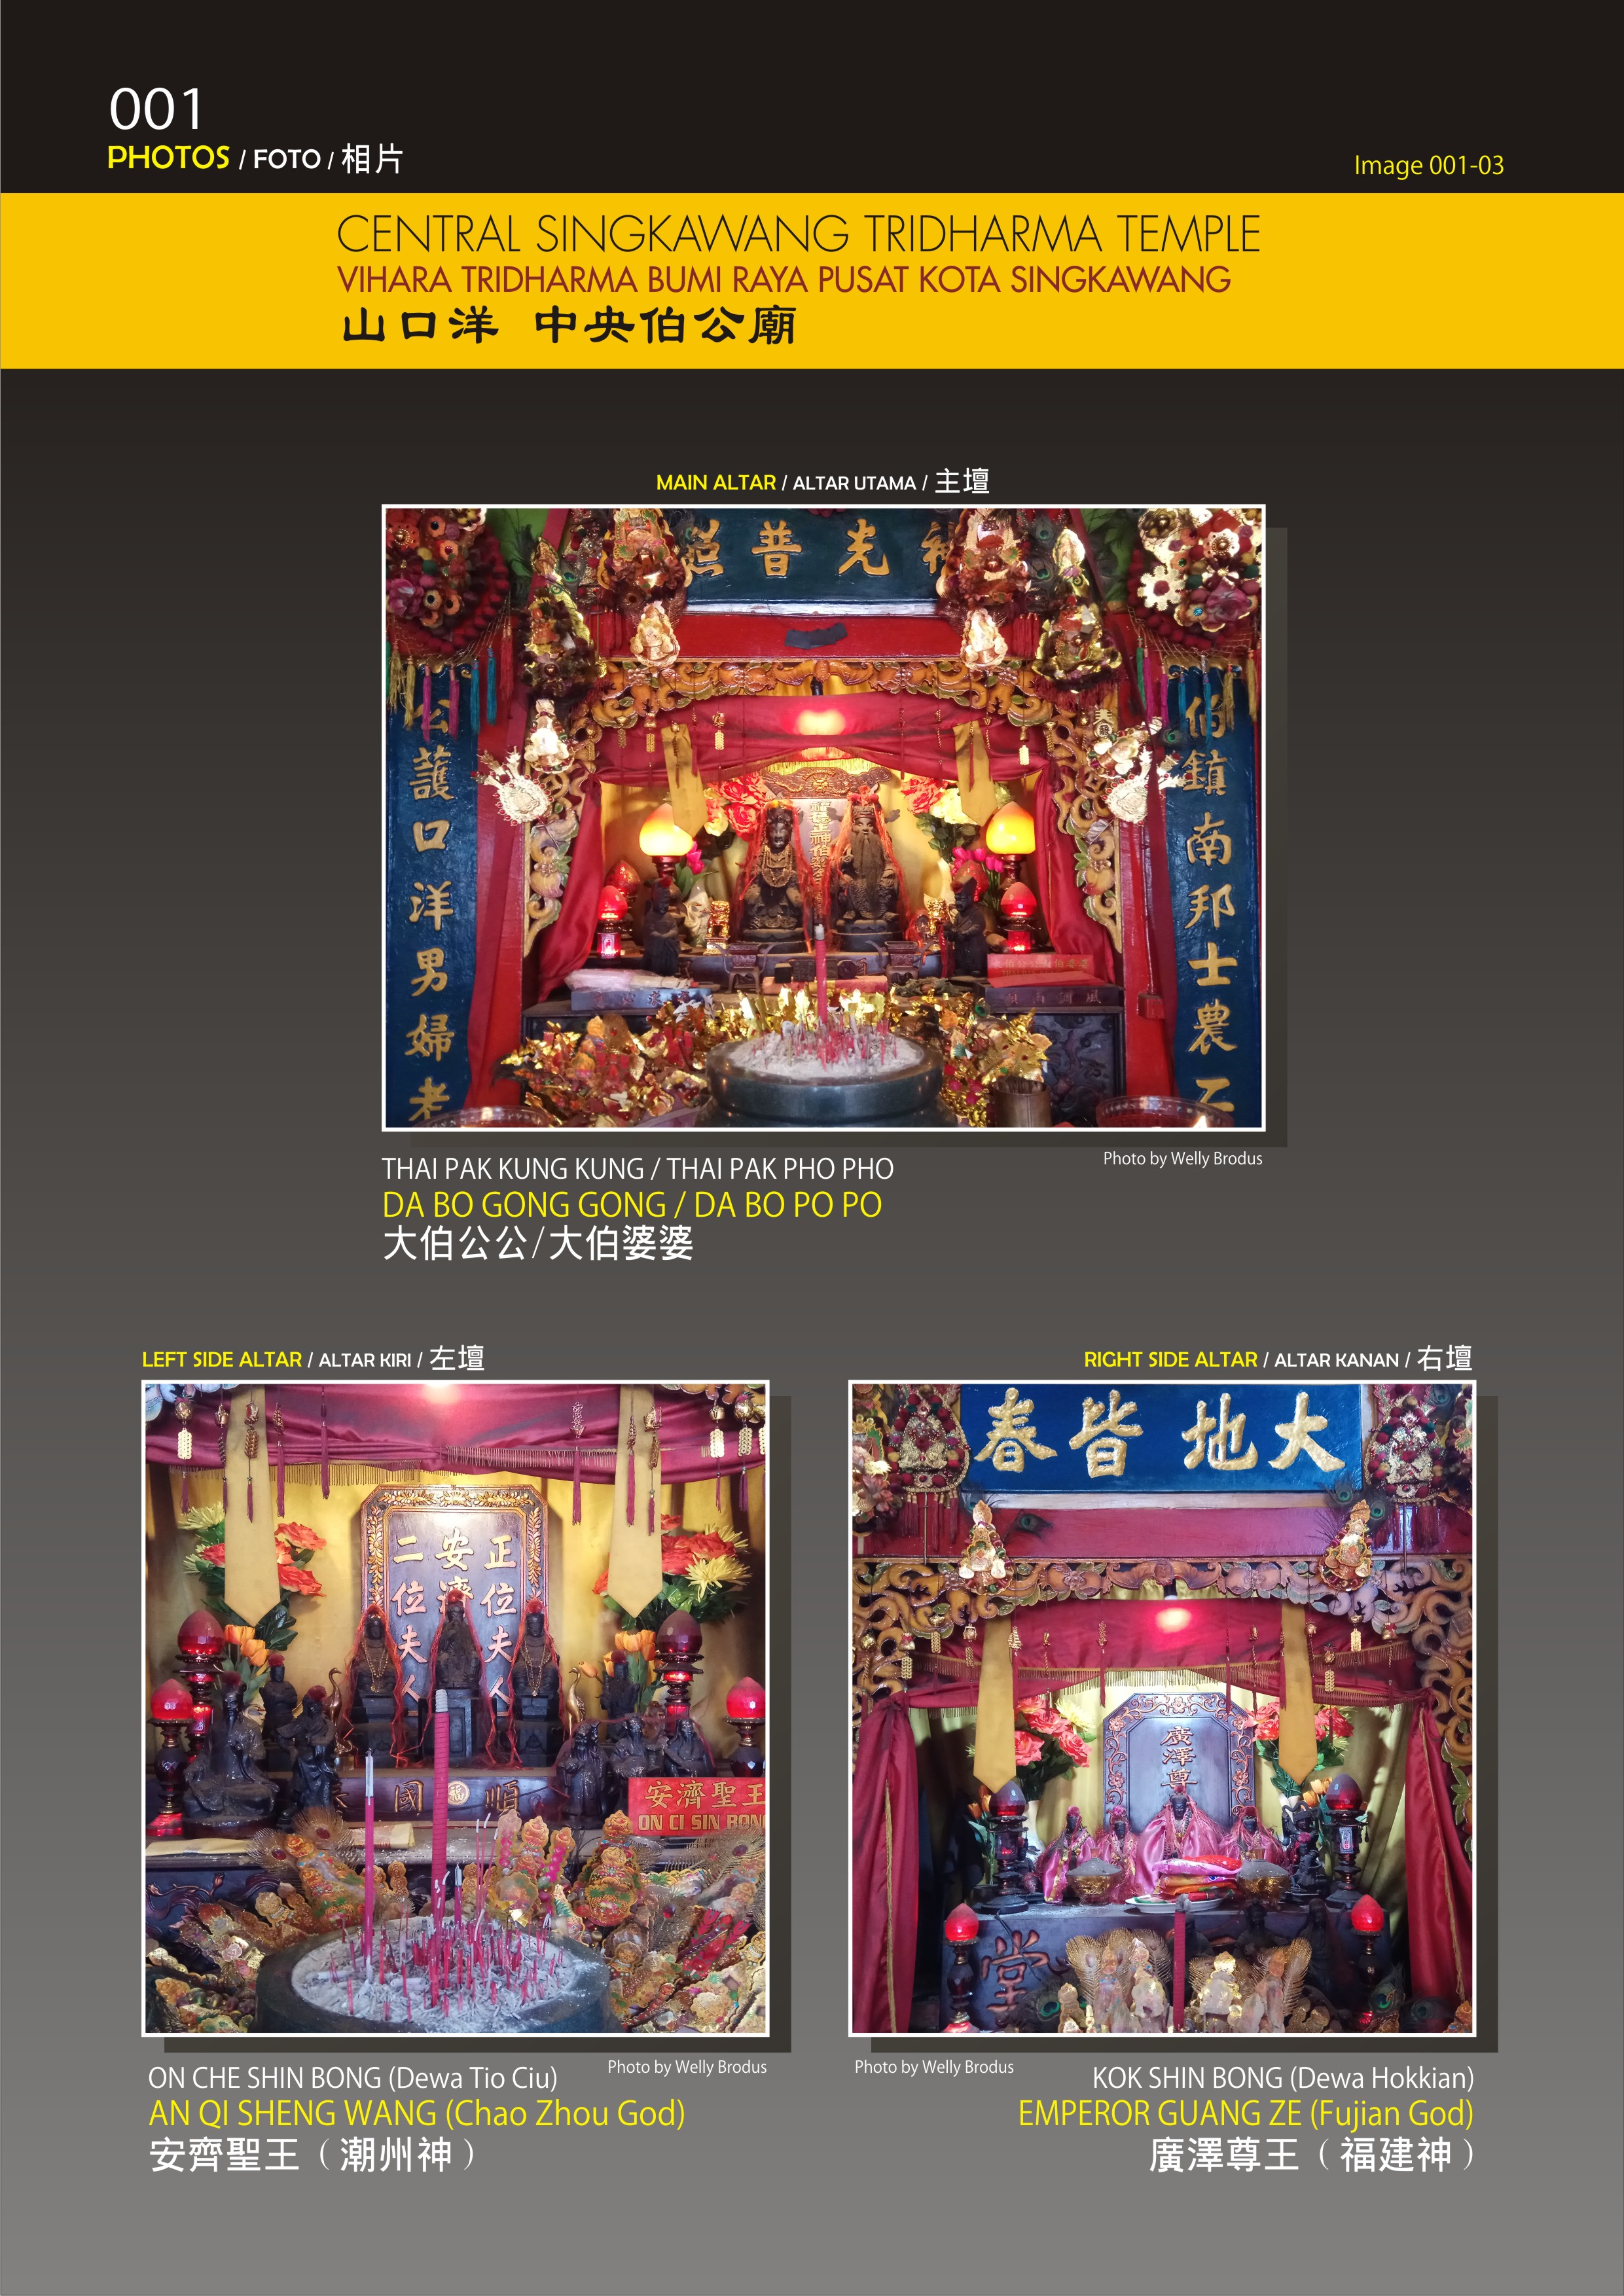 001
PHOTOS / FOTO / 相片
Image 001-03
CENTRAL SINGKAWANG TRIDHARMA TEMPLE
VIHARA TRIDHARMA BUMI RAYA PUSAT KOTA SINGKAWANG
山口洋 中央伯公廟
MAIN ALTAR / ALTAR UTAMA / 主壇
照普光神
公護口洋男婦老
伯鎮南邦士農工
Photo by Welly Brodus
THAI PAK KUNG KUNG / THAI PAK PHO PHO
DA BO GONG GONG / DA BO PO PO
大伯公公/大伯婆婆
LEFT SIDE ALTAR / ALTAR KIRI / 左壇
二位夫人
安濟
正位夫人
國 順
安濟聖王
ON CI SIN BONG
Photo by Welly Brodus
ON CHE SHIN BONG (Dewa Tio Ciu)
AN QI SHENG WANG (Chao Zhou God)
安齊聖王（潮州神）
RIGHT SIDE ALTAR / ALTAR KANAN / 右壇
春皆地大
廣澤尊
堂
Photo by Welly Brodus
KOK SHIN BONG (Dewa Hokkian)
EMPEROR GUANG ZE (Fujian God)
廣澤尊王（福建神）